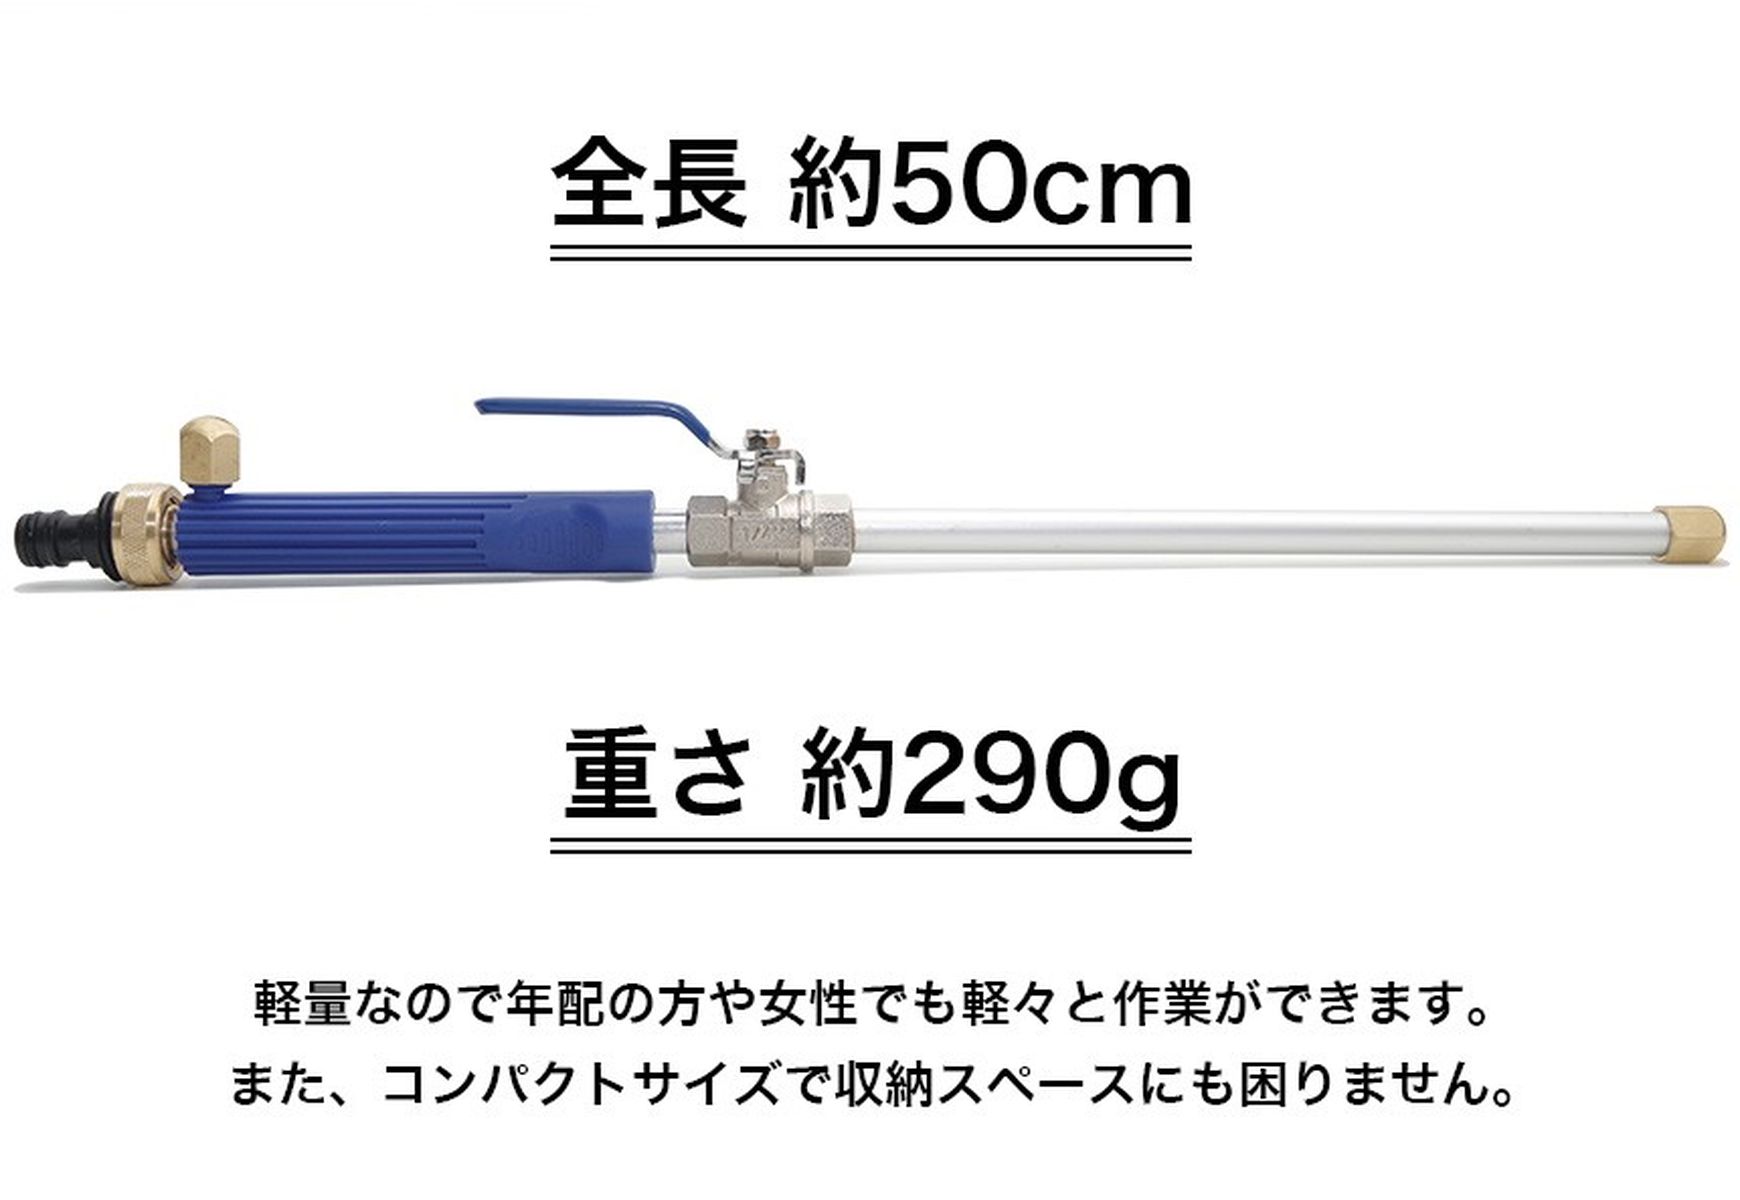 全長 約50cm
重さ 約290g
軽量なので年配の方や女性でも軽々と作業ができます。
また、コンパクトサイズで収納スペースにも困りません。